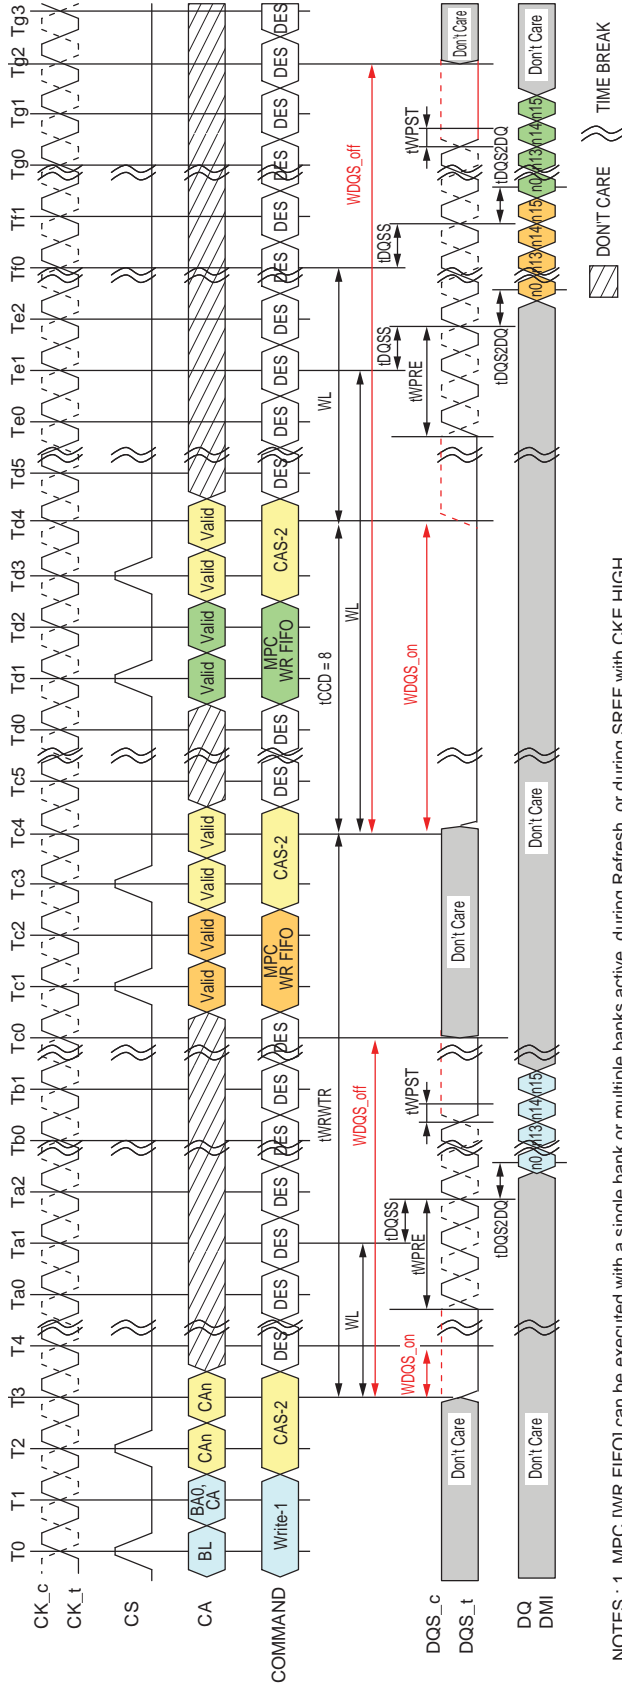 T0 T1 T2 T3 T4 Ta0 Ta1 Ta2 Tb0 Tb1 Tc0 Tc1 Tc2 Tc3 Tc4 Tc5 Td0 Td1 Td2 Td3 Td4 Td5 Te0 Te1 Te2 Tf0 Tf1 Tg0 Tg1 Tg2 Tg3
CK_c
CK_t
CS
CA
BL BA0, CA CAn CAn Valid Valid Valid Valid Valid Valid Valid Valid
COMMAND
Write-1 CAS-2 DES DES DES DES DES DES DES MPC WR FIFO CAS-2 DES DES MPC WR FIFO CAS-2 DES DES DES DES DES DES DES DES DES DES
tWRWTR tCCD = 8 WL
WL WL
WDQS_off WDQS_off
tDQSS tDQSS tDQSS
WDQS_on tWPRE tWPST WDQS_on tWPRE tWPST
DQS_c
DQS_t
Don't Care Don't Care Don't Care
tDQS2DQ tDQS2DQ tDQS2DQ
DQ
DMI
Don't Care n0 n13 n14 n15 Don't Care n0 n13 n14 n15 n0 n13 n14 n15 Don't Care
DON'T CARE TIME BREAK
NOTES : 1. MPC [WR FIFO] can be executed with a single bank or multiple banks active, during Refresh, or during SREF, with CKE HIGH